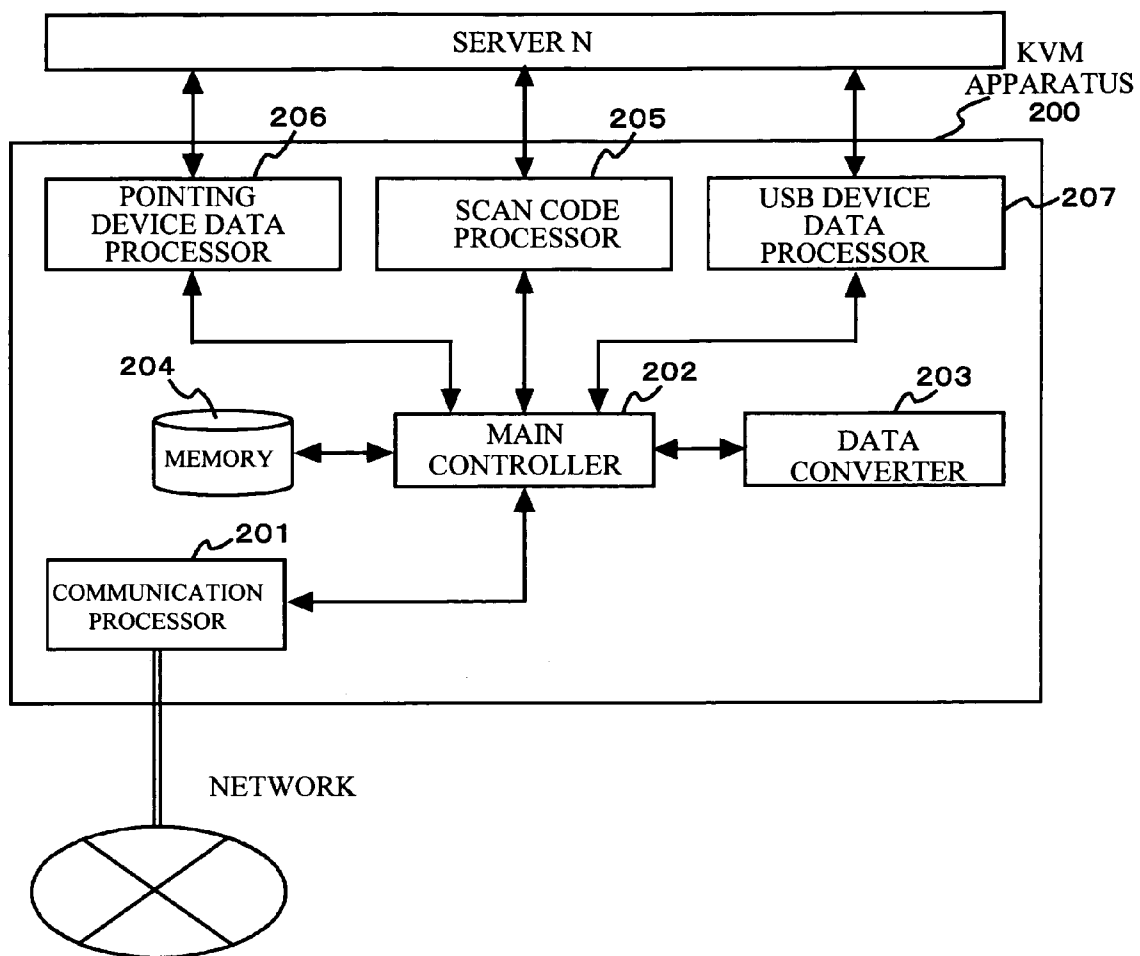 SERVER N
KVM
APPARATUS
200
206
205
POINTING
DEVICE DATA
PROCESSOR
SCAN CODE
PROCESSOR
USB DEVICE
DATA
PROCESSOR
207
204
202
203
MEMORY
MAIN
CONTROLLER
DATA
CONVERTER
201
COMMUNICATION
PROCESSOR
NETWORK